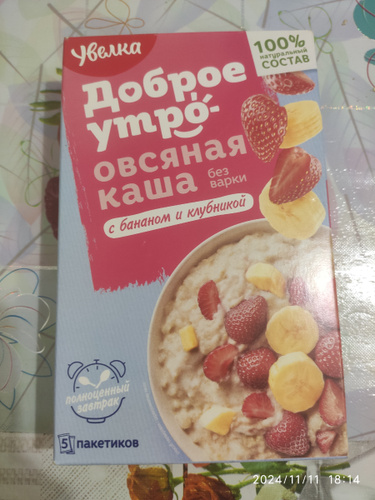 Увелка
100%
натуральный
СОСТАВ
Доброе
утро
овсяная
каша без
варки
с бананом и клубникой
полноценный
завтрак
5 пакетиков
2024/11/11 18:14